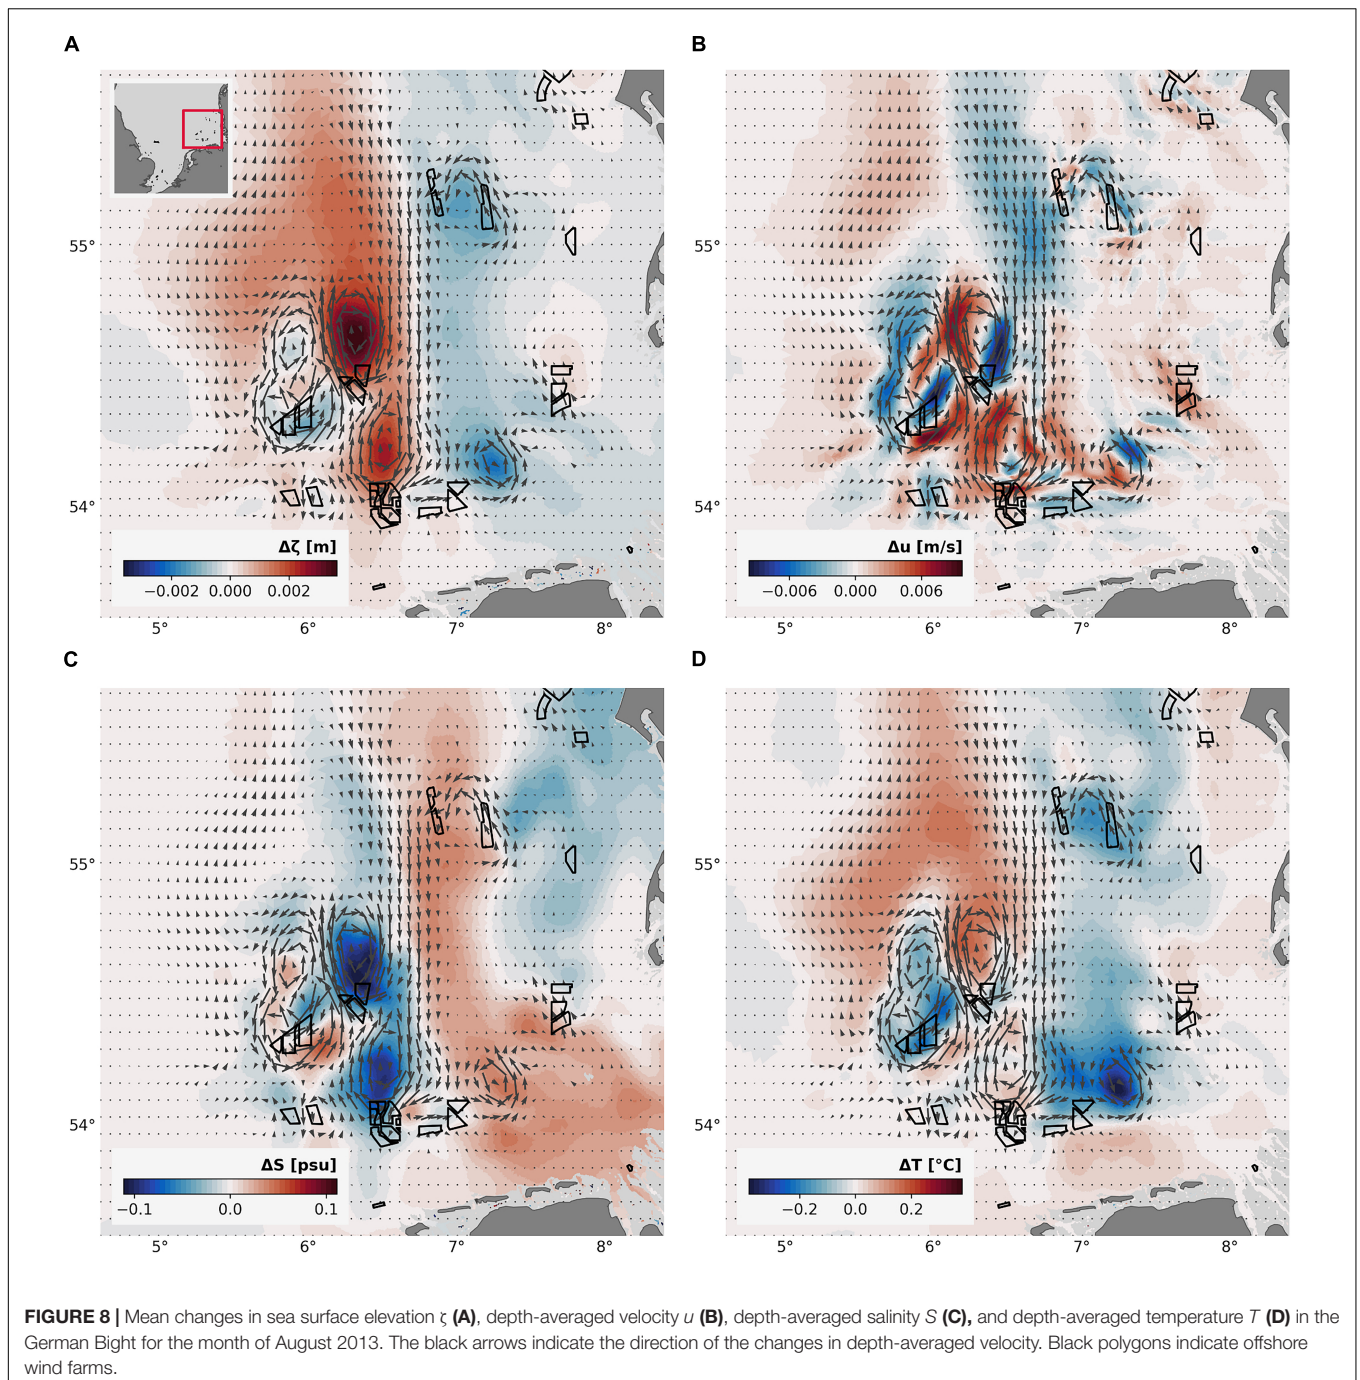 A
B
55°
54°
Δζ [m]
−0.002 0.000 0.002
5° 6° 7° 8°
55°
54°
Δu [m/s]
−0.006 0.000 0.006
5° 6° 7° 8°
C
D
55°
54°
ΔS [psu]
−0.1 0.0 0.1
5° 6° 7° 8°
55°
54°
ΔT [°C]
−0.2 0.0 0.2
5° 6° 7° 8°
FIGURE 8 | Mean changes in sea surface elevation ζ (A), depth-averaged velocity u (B), depth-averaged salinity S (C), and depth-averaged temperature T (D) in the
German Bight for the month of August 2013. The black arrows indicate the direction of the changes in depth-averaged velocity. Black polygons indicate offshore
wind farms.